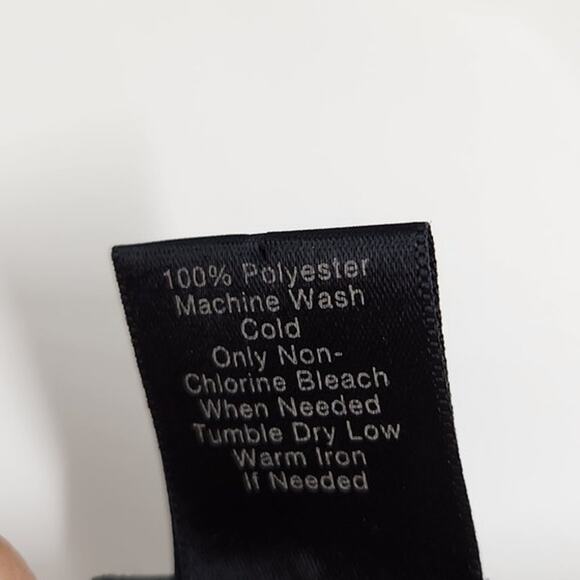 100% Polyester
Machine Wash
Cold
Only Non-
Chlorine Bleach
When Needed
Tumble Dry Low
Warm Iron
If Needed